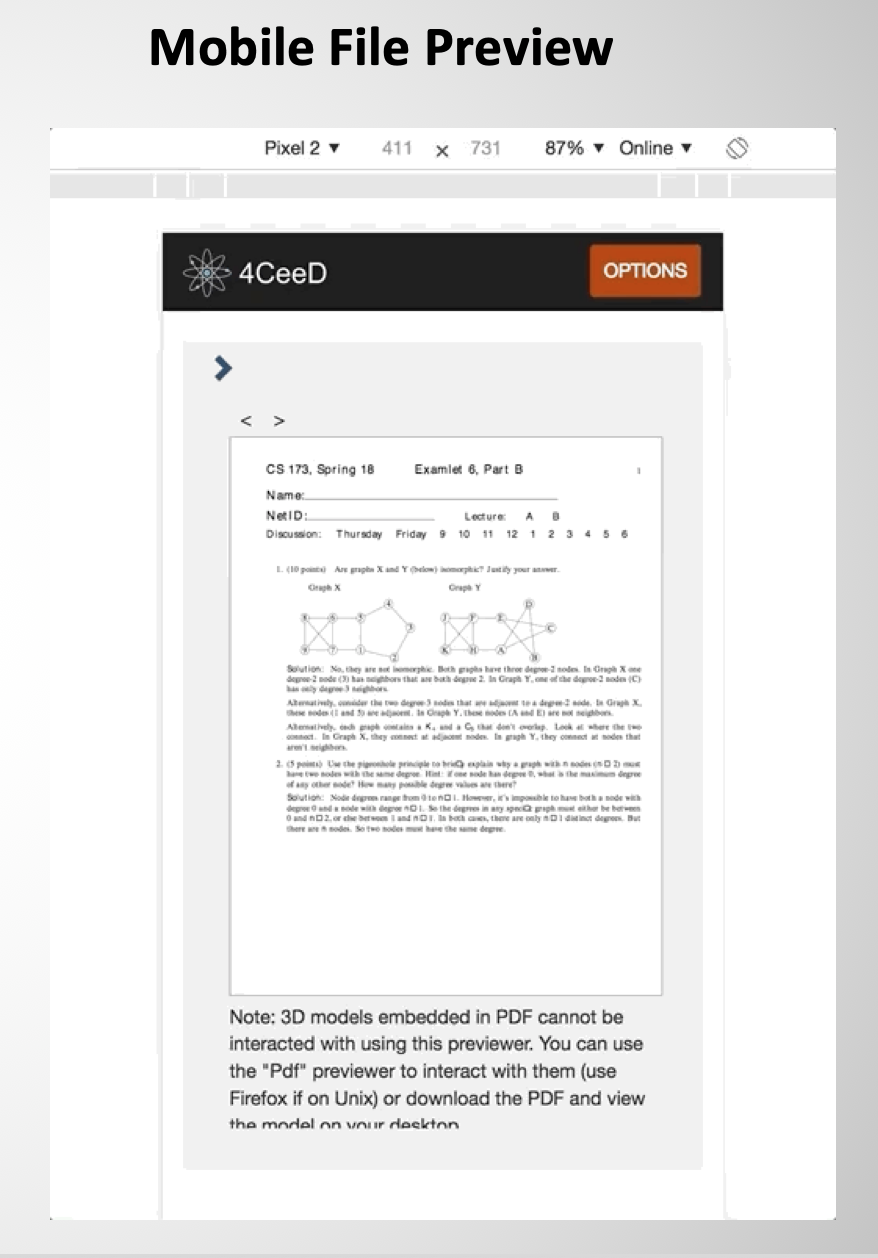 Mobile File Preview
Pixel 2 ▼ 411 × 731 87% ▼ Online ▼
4CeeD OPTIONS
< >
CS 173, Spring 18 Examlet 6, Part B 1
Name:
NetID: Lecture: A B
Discussion: Thursday Friday 9 10 11 12 1 2 3 4 5 6
1. (10 points) Are graphs X and Y (below) isomorphic? Justify your answer.
Graph X Graph Y
4 D
8 6 5 J F E
3 C
9 7 1 K H A
2 B
Solution: No, they are not isomorphic. Both graphs have three degree-2 nodes. In Graph X one
degree-2 node (3) has neighbors that are both degree 2. In Graph Y, one of the degree-2 nodes (C)
has only degree-3 neighbors.
Alternatively, consider the two degree-3 nodes that are adjacent to a degree-2 node. In Graph X,
these nodes (1 and 5) are adjacent. In Graph Y, these nodes (A and E) are not neighbors.
Alternatively, each graph contains a K₄ and a C₅ that don't overlap. Look at where the two
connect. In Graph X, they connect at adjacent nodes. In graph Y, they connect at nodes that
aren't neighbors.
2. (5 points) Use the pigeonhole principle to explain why a graph with n nodes (n □ 2) must
have two nodes with the same degree. Hint: if one node has degree 0, what is the maximum degree
of any other node? How many possible degree values are there?
Solution: Node degrees range from 0 to n□1. However, it's impossible to have both a node with
degree 0 and a node with degree n□1. So the degrees in any graph must either be between
0 and n□2, or else between 1 and n□1. In both cases, there are only n□1 distinct degrees. But
there are n nodes. So two nodes must have the same degree.
Note: 3D models embedded in PDF cannot be
interacted with using this previewer. You can use
the "Pdf" previewer to interact with them (use
Firefox if on Unix) or download the PDF and view
the model on your desktop